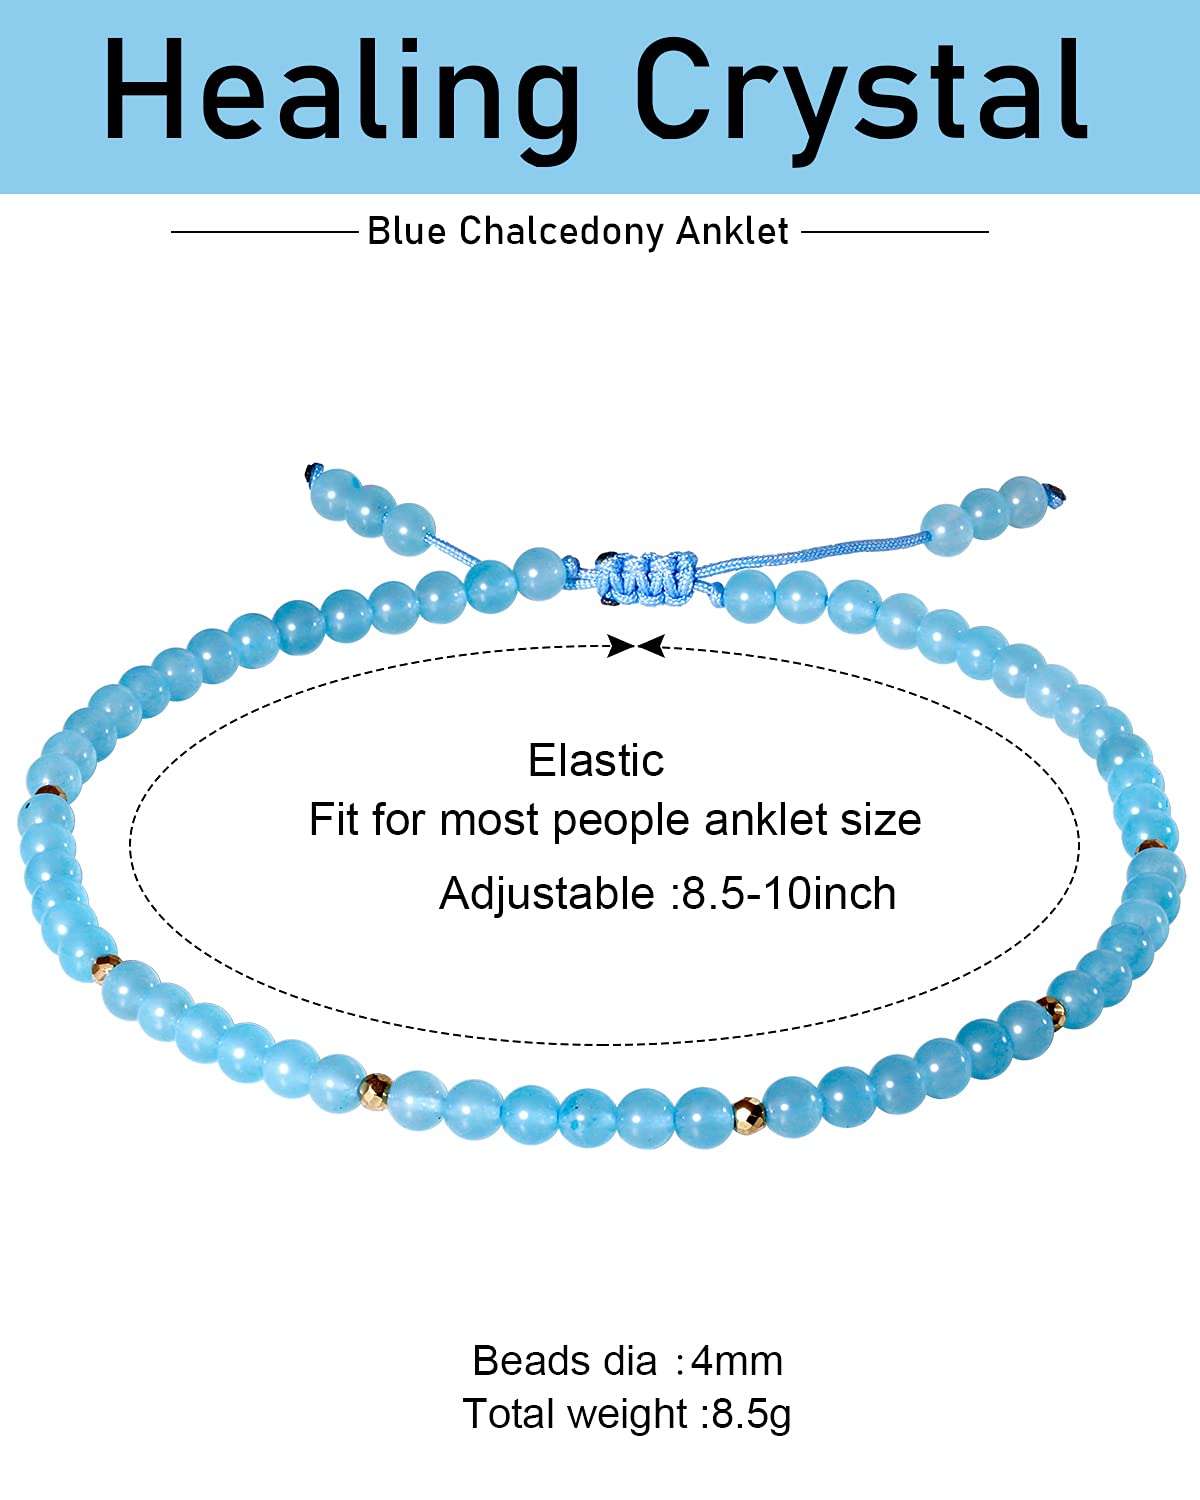 Healing Crystal
Blue Chalcedony Anklet
Elastic
Fit for most people anklet size
Adjustable :8.5-10inch
Beads dia :4mm
Total weight :8.5g